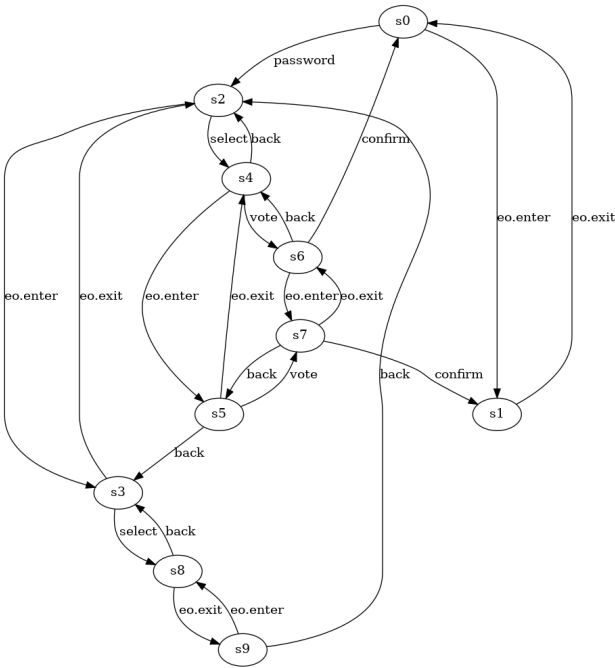 s0
password
s2
select back
confirm
s4
vote back
eo.enter eo.exit
s6
eo.enter eo.exit eo.enter eo.exit eo.enter eo.exit
s7
back vote back confirm
s5 s1
back
s3
select back
s8
eo.exit eo.enter
s9